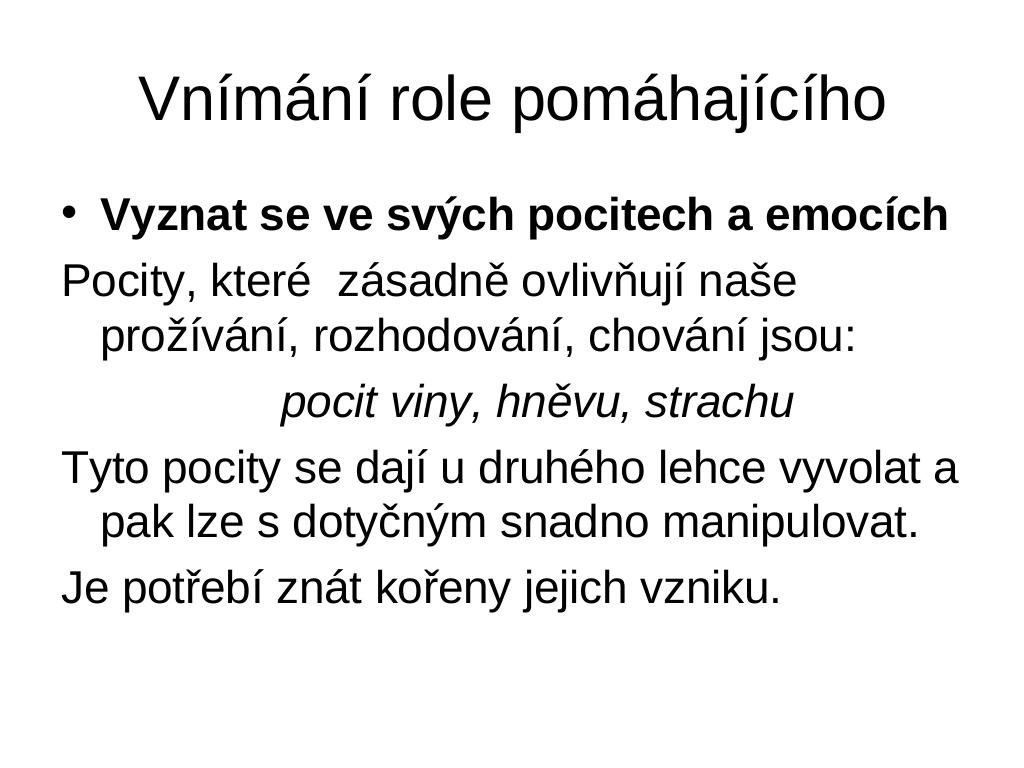 Vnímání role pomáhajícího
• Vyznat se ve svých pocitech a emocích
Pocity, které  zásadně ovlivňují naše
prožívání, rozhodování, chování jsou:
pocit viny, hněvu, strachu
Tyto pocity se dají u druhého lehce vyvolat a
pak lze s dotyčným snadno manipulovat.
Je potřebí znát kořeny jejich vzniku.